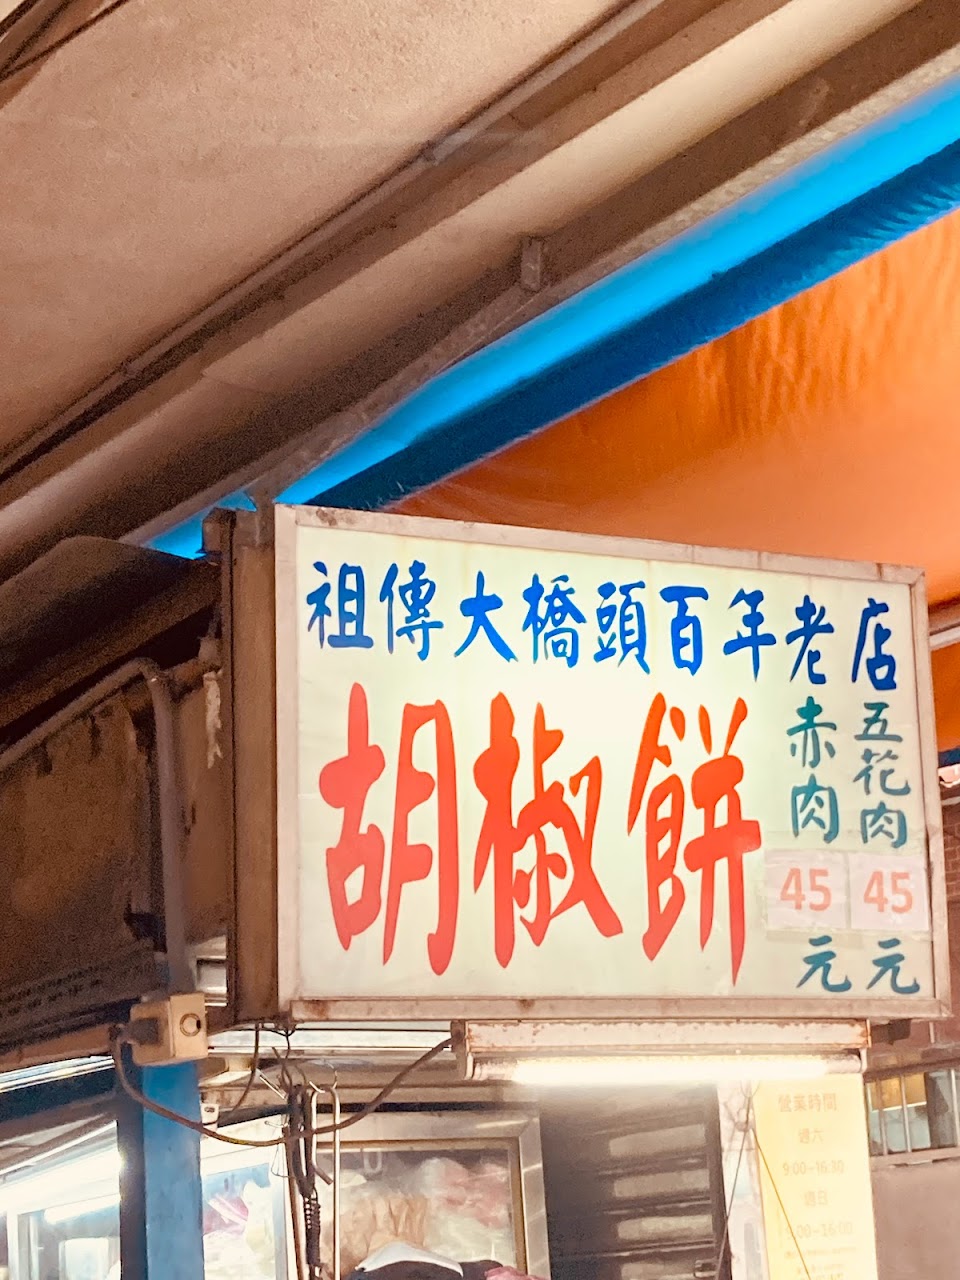 祖傳大橋頭百年老店
胡椒餅
五花肉
45
元
赤肉
45
元
營業時間
週六
9:00-16:30
週日